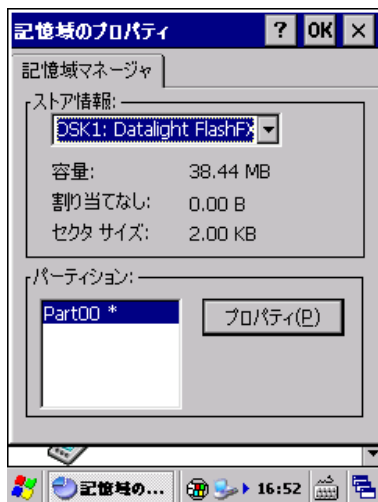 記憶域のプロパティ ? OK ×
記憶域マネージャ
ストア情報:
DSK1: Datalight FlashFX
容量: 38.44 MB
割り当てなし: 0.00 B
セクタ サイズ: 2.00 KB
パーティション:
Part00 *
プロパティ(P)
記憶域の... 16:52